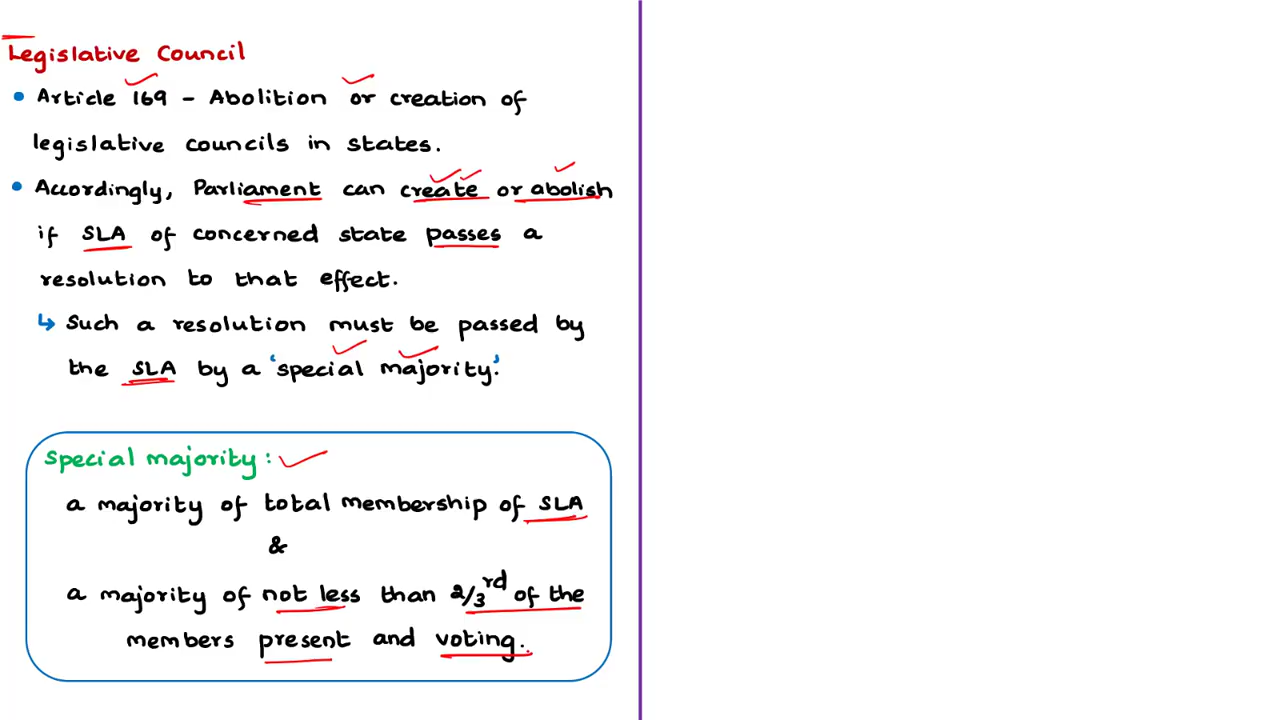 Legislative Council
• Article 169 - Abolition or creation of
legislative councils in states.
• Accordingly, Parliament can create or abolish
if SLA of concerned state passes a
resolution to that effect.
↳ Such a resolution must be passed by
the SLA by a 'special majority'.
Special majority:
a majority of total membership of SLA
&
a majority of not less than 2/3rd of the
members present and voting.